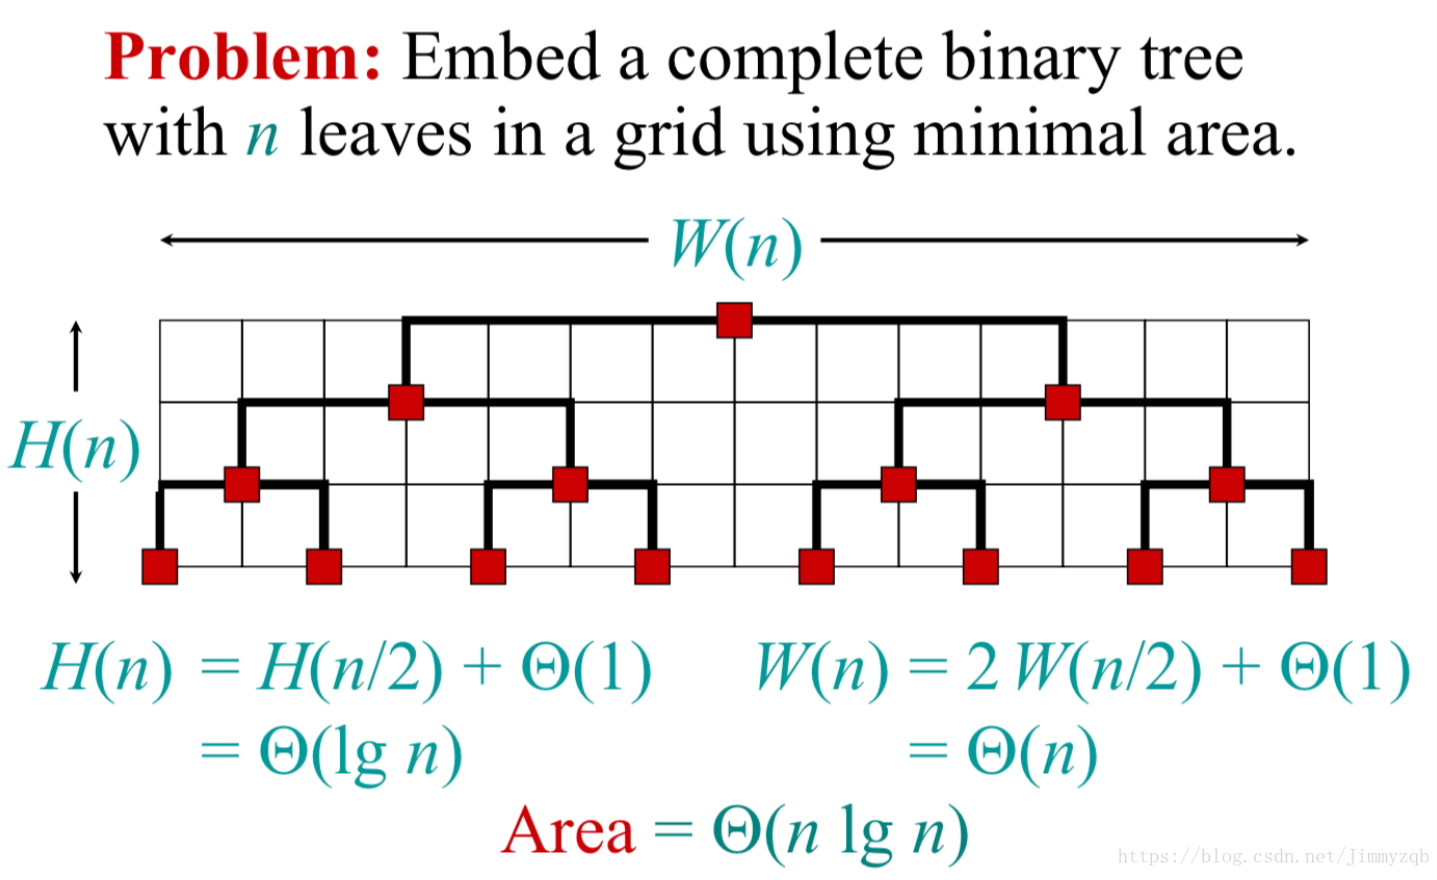 Problem: Embed a complete binary tree
with n leaves in a grid using minimal area.
W(n)
H(n)
H(n) = H(n/2) + Θ(1)
= Θ(lg n)
W(n) = 2 W(n/2) + Θ(1)
= Θ(n)
Area = Θ(n lg n)
https://blog.csdn.net/Jimmyzqb